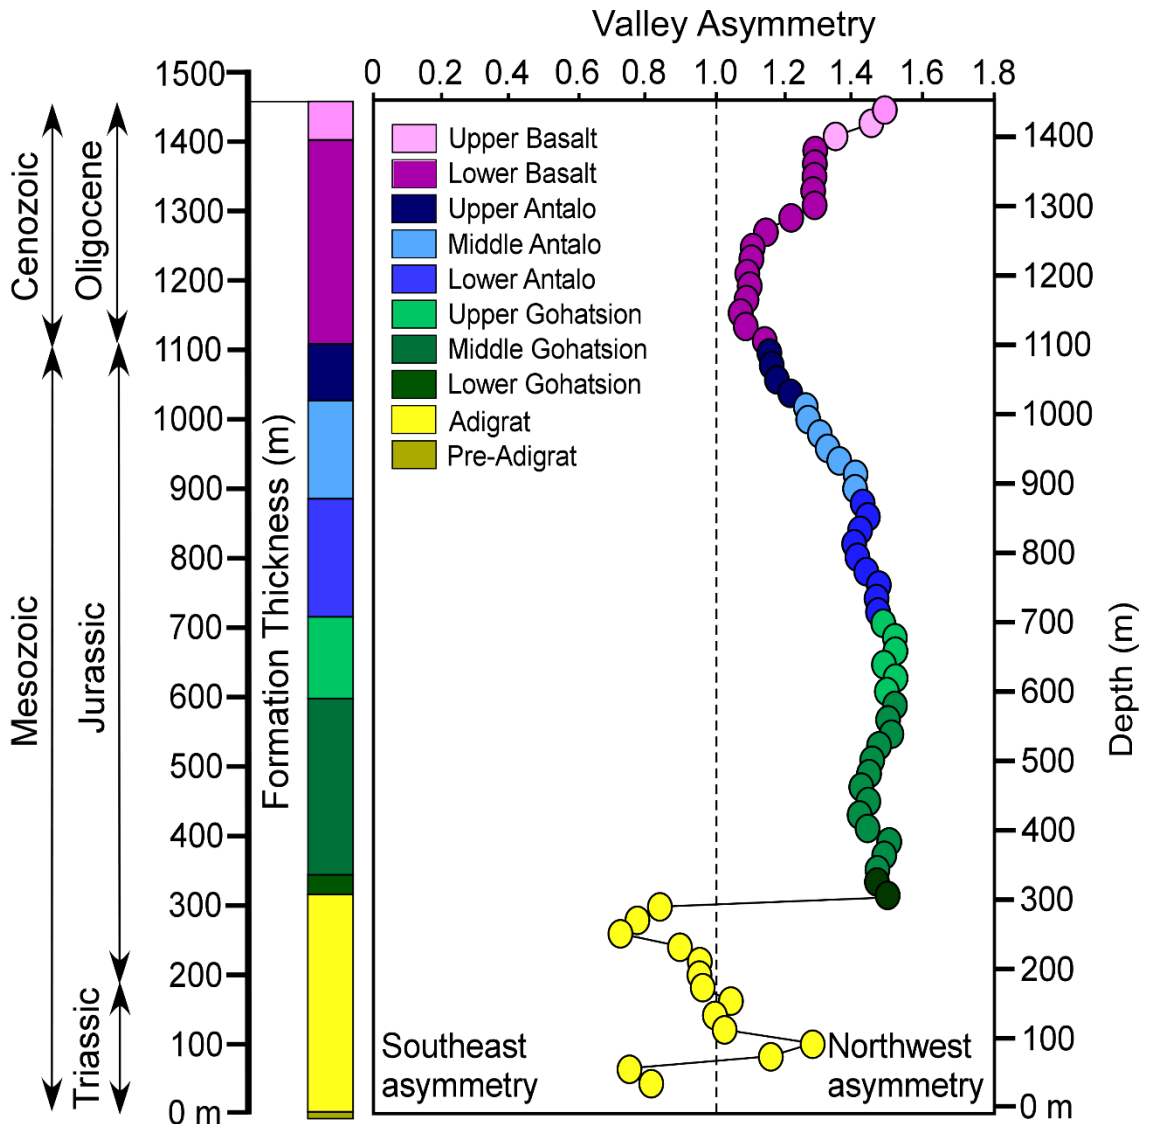 Valley Asymmetry
0 0.2 0.4 0.6 0.8 1.0 1.2 1.4 1.6 1.8
Cenozoic
Mesozoic
Oligocene
Jurassic
Triassic
1500
1400
1300
1200
1100
1000
900
800
700
600
500
400
300
200
100
0 m
Formation Thickness (m)
Upper Basalt
Lower Basalt
Upper Antalo
Middle Antalo
Lower Antalo
Upper Gohatsion
Middle Gohatsion
Lower Gohatsion
Adigrat
Pre-Adigrat
Southeast
asymmetry
Northwest
asymmetry
1400
1300
1200
1100
1000
900
800
700
600
500
400
300
200
100
0 m
Depth (m)